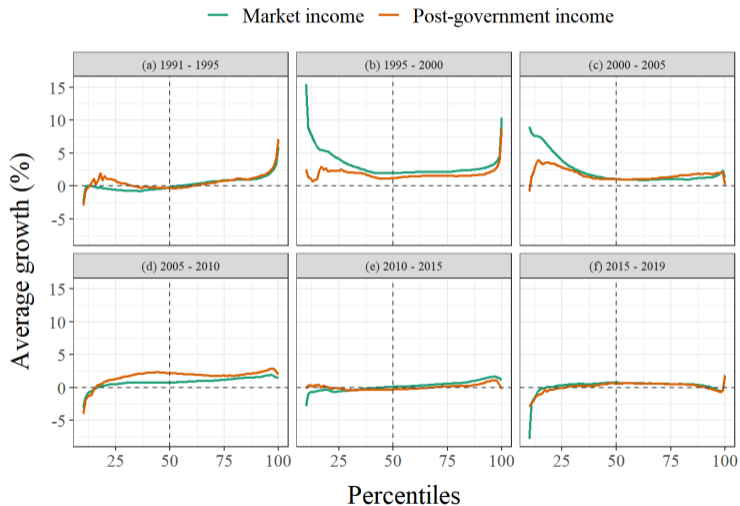 Market income Post-government income
(a) 1991 - 1995 (b) 1995 - 2000 (c) 2000 - 2005
15
10
5
0
-5
(d) 2005 - 2010 (e) 2010 - 2015 (f) 2015 - 2019
15
10
5
0
-5
25 50 75 100 25 50 75 100 25 50 75 100
Average growth (%)
Percentiles